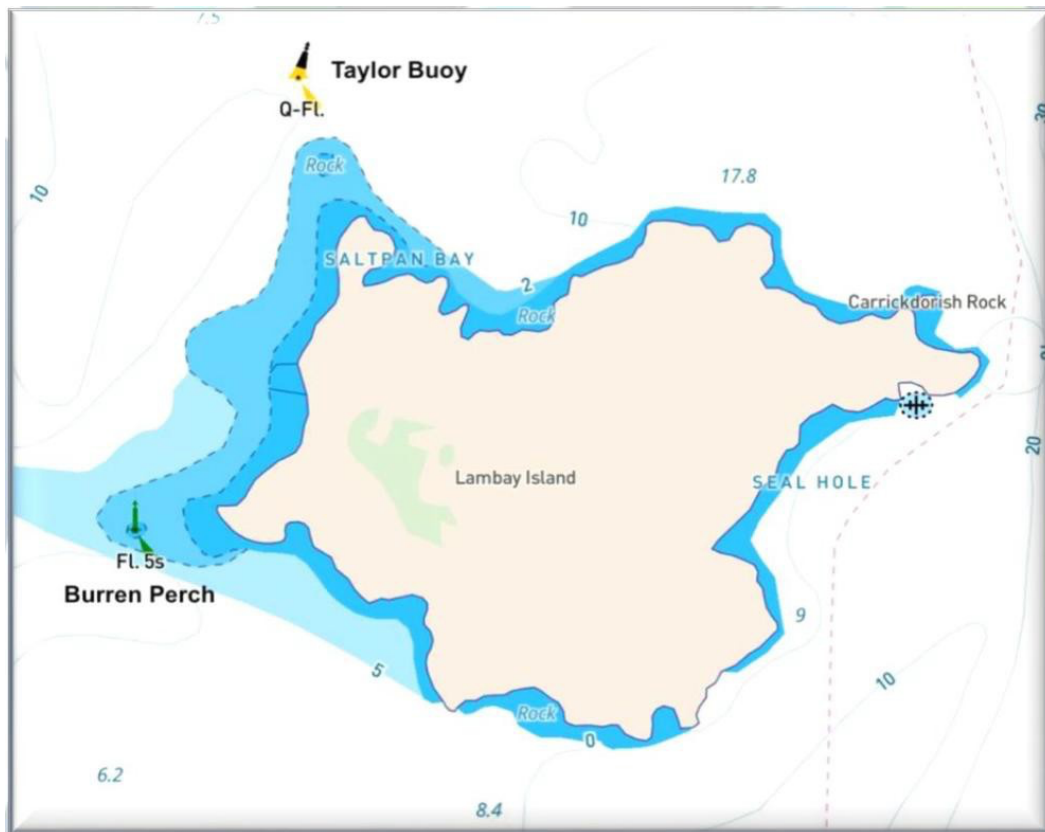 7.5
Taylor Buoy
Q-Fl.
30
Rock
17.8
10
10
SALTPAN BAY
2
Carrickdorish Rock
Rock
20
Lambay Island
SEAL HOLE
Fl. 5s
Burren Perch
9
5
10
Rock
0
6.2
8.4